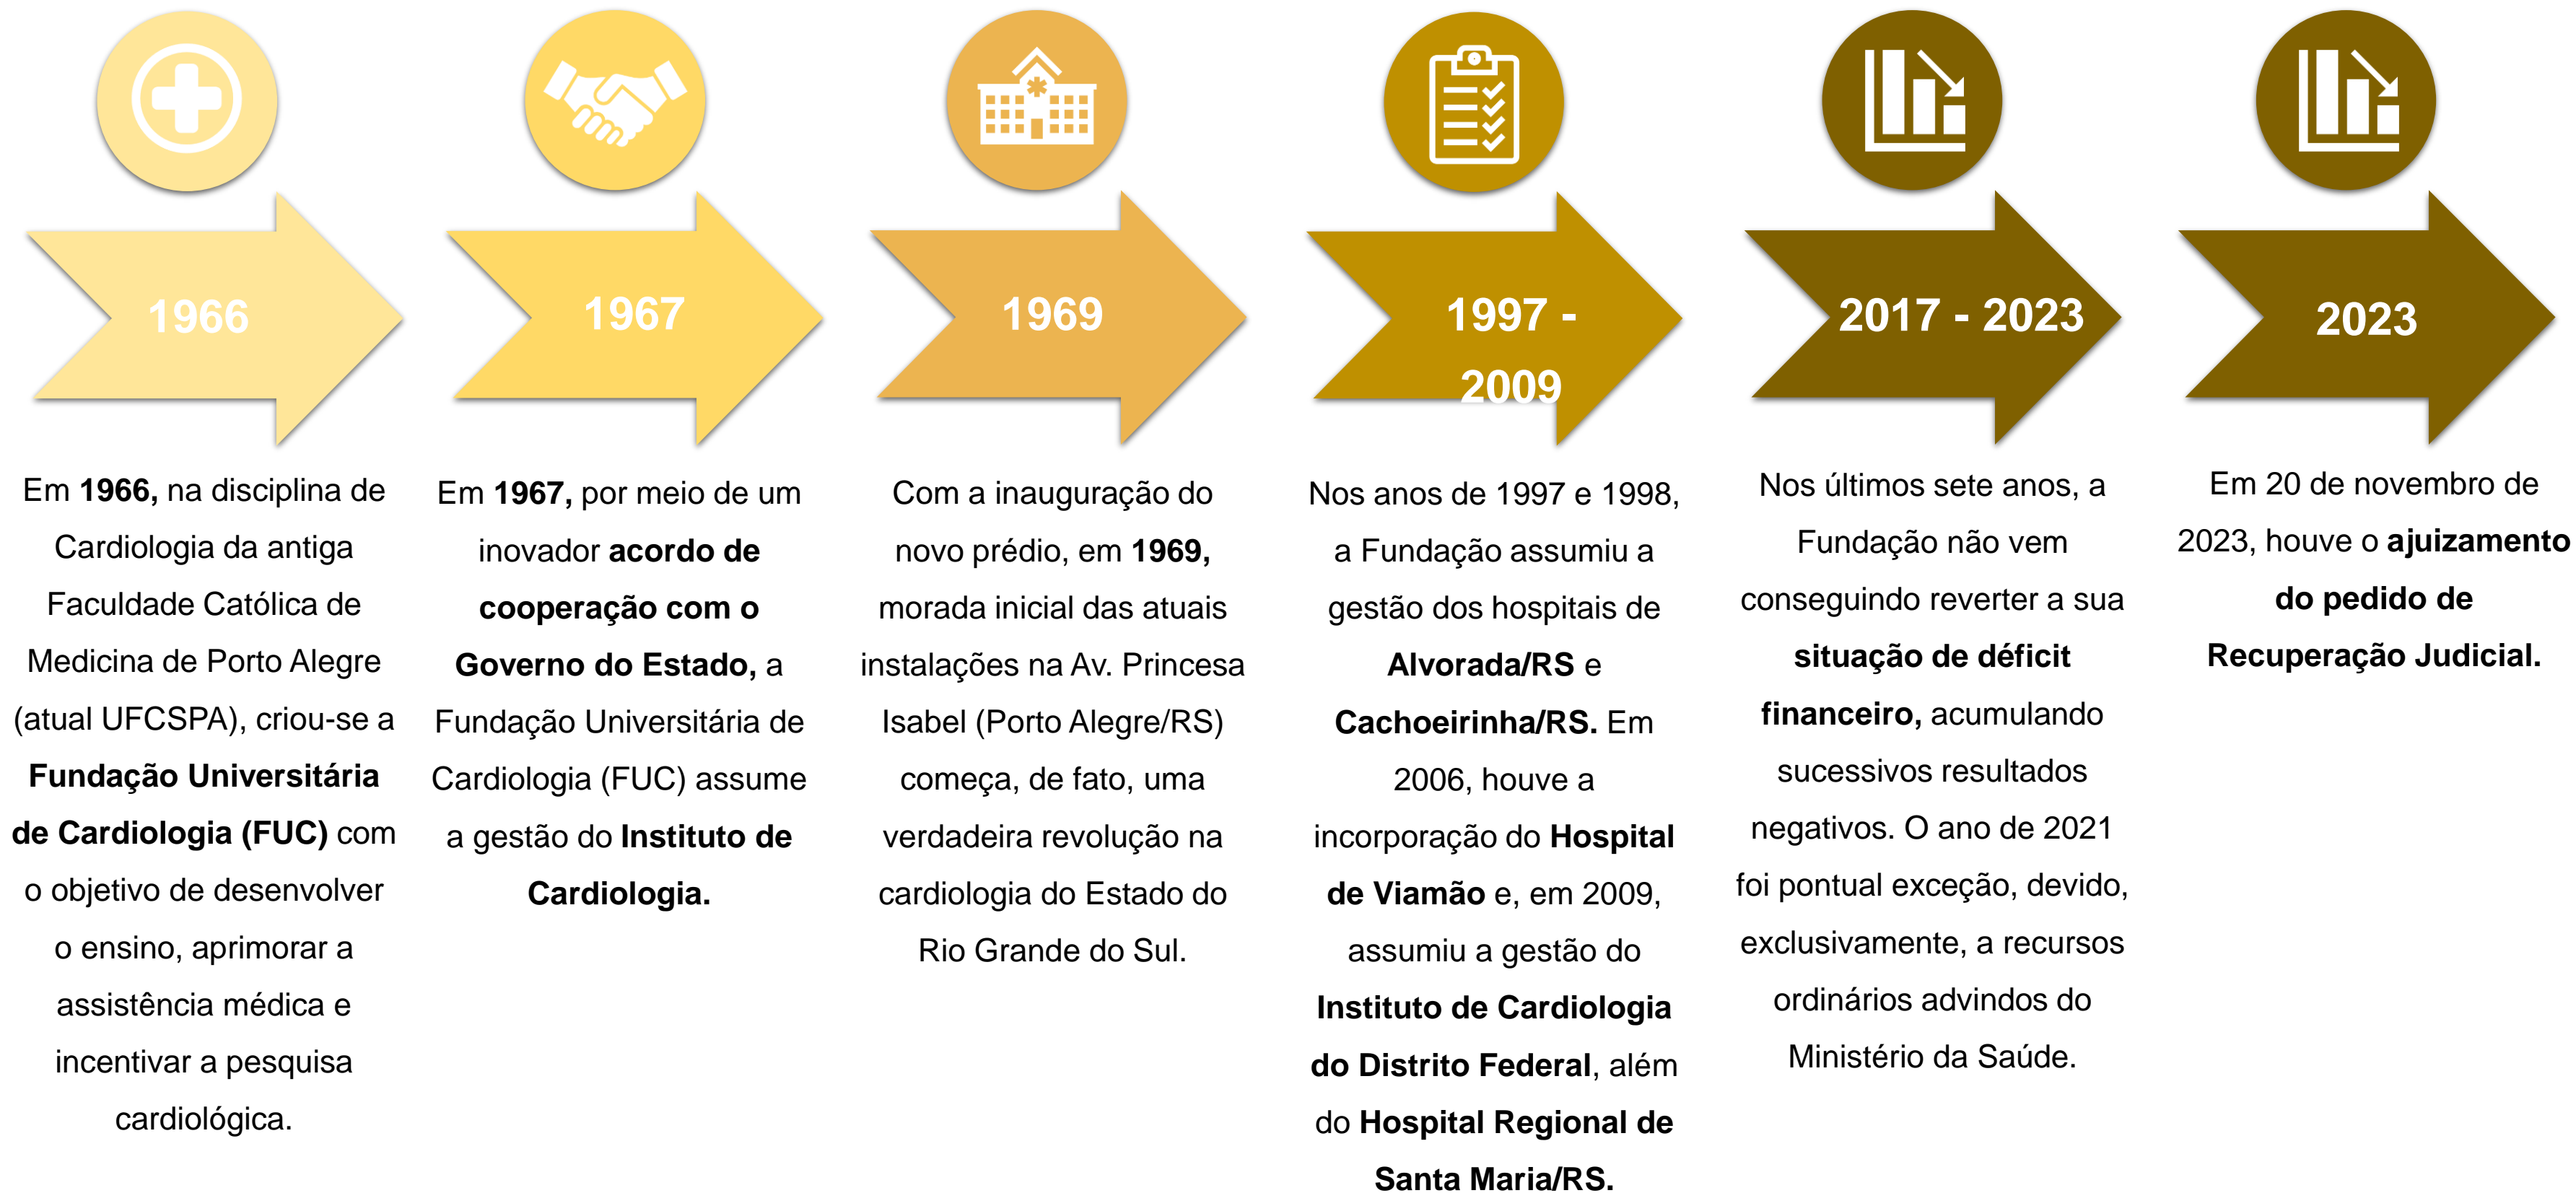 1966
Em 1966, na disciplina de
Cardiologia da antiga
Faculdade Católica de
Medicina de Porto Alegre
(atual UFCSPA), criou-se a
Fundação Universitária
de Cardiologia (FUC) com
o objetivo de desenvolver
o ensino, aprimorar a
assistência médica e
incentivar a pesquisa
cardiológica.
1967
Em 1967, por meio de um
inovador acordo de
cooperação com o
Governo do Estado, a
Fundação Universitária de
Cardiologia (FUC) assume
a gestão do Instituto de
Cardiologia.
1969
Com a inauguração do
novo prédio, em 1969,
morada inicial das atuais
instalações na Av. Princesa
Isabel (Porto Alegre/RS)
começa, de fato, uma
verdadeira revolução na
cardiologia do Estado do
Rio Grande do Sul.
1997 -
2009
Nos anos de 1997 e 1998,
a Fundação assumiu a
gestão dos hospitais de
Alvorada/RS e
Cachoeirinha/RS. Em
2006, houve a
incorporação do Hospital
de Viamão e, em 2009,
assumiu a gestão do
Instituto de Cardiologia
do Distrito Federal, além
do Hospital Regional de
Santa Maria/RS.
2017 - 2023
Nos últimos sete anos, a
Fundação não vem
conseguindo reverter a sua
situação de déficit
financeiro, acumulando
sucessivos resultados
negativos. O ano de 2021
foi pontual exceção, devido,
exclusivamente, a recursos
ordinários advindos do
Ministério da Saúde.
2023
Em 20 de novembro de
2023, houve o ajuizamento
do pedido de
Recuperação Judicial.